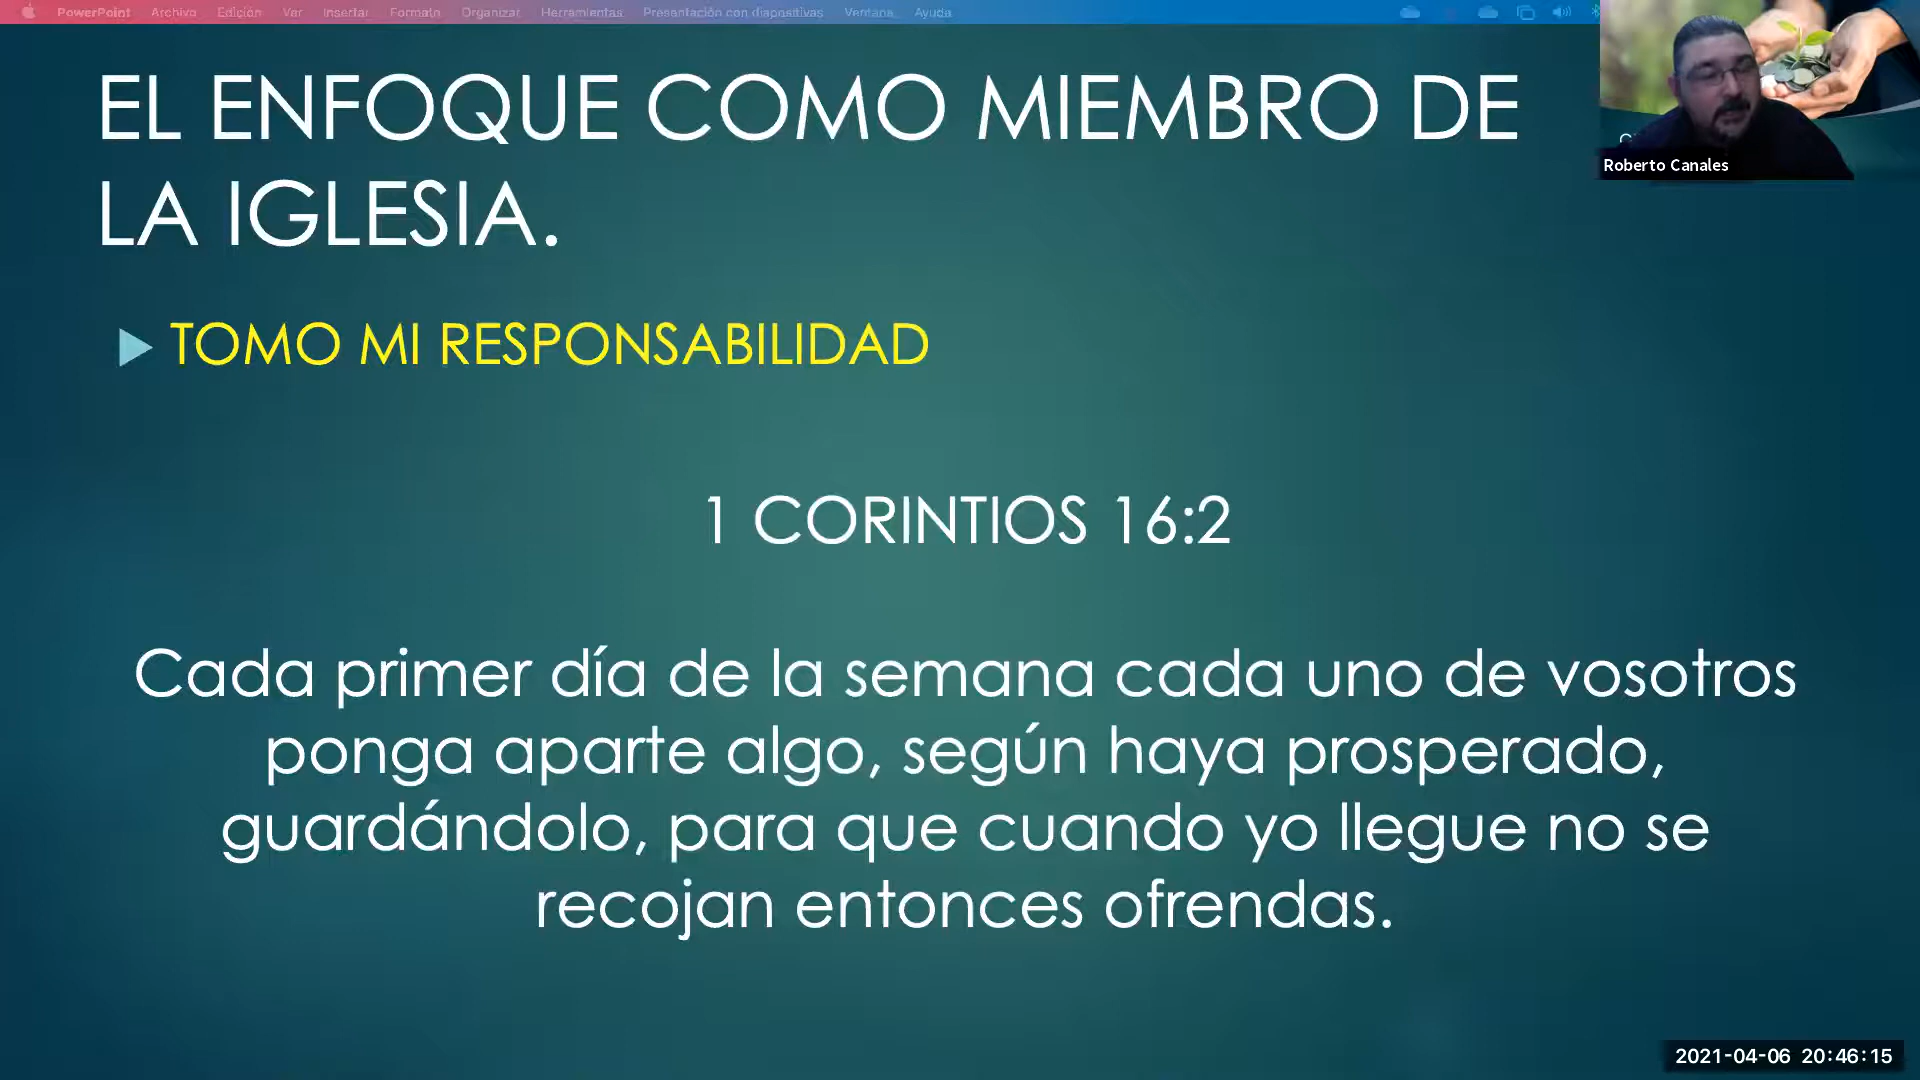 PowerPoint Archivo Edición Ver Insertar Formato Organizar Herramientas Presentación con diapositivas Ventana Ayuda
EL ENFOQUE COMO MIEMBRO DE
LA IGLESIA.
Roberto Canales
TOMO MI RESPONSABILIDAD
1 CORINTIOS 16:2
Cada primer día de la semana cada uno de vosotros
ponga aparte algo, según haya prosperado,
guardándolo, para que cuando yo llegue no se
recojan entonces ofrendas.
2021-04-06 20:46:15